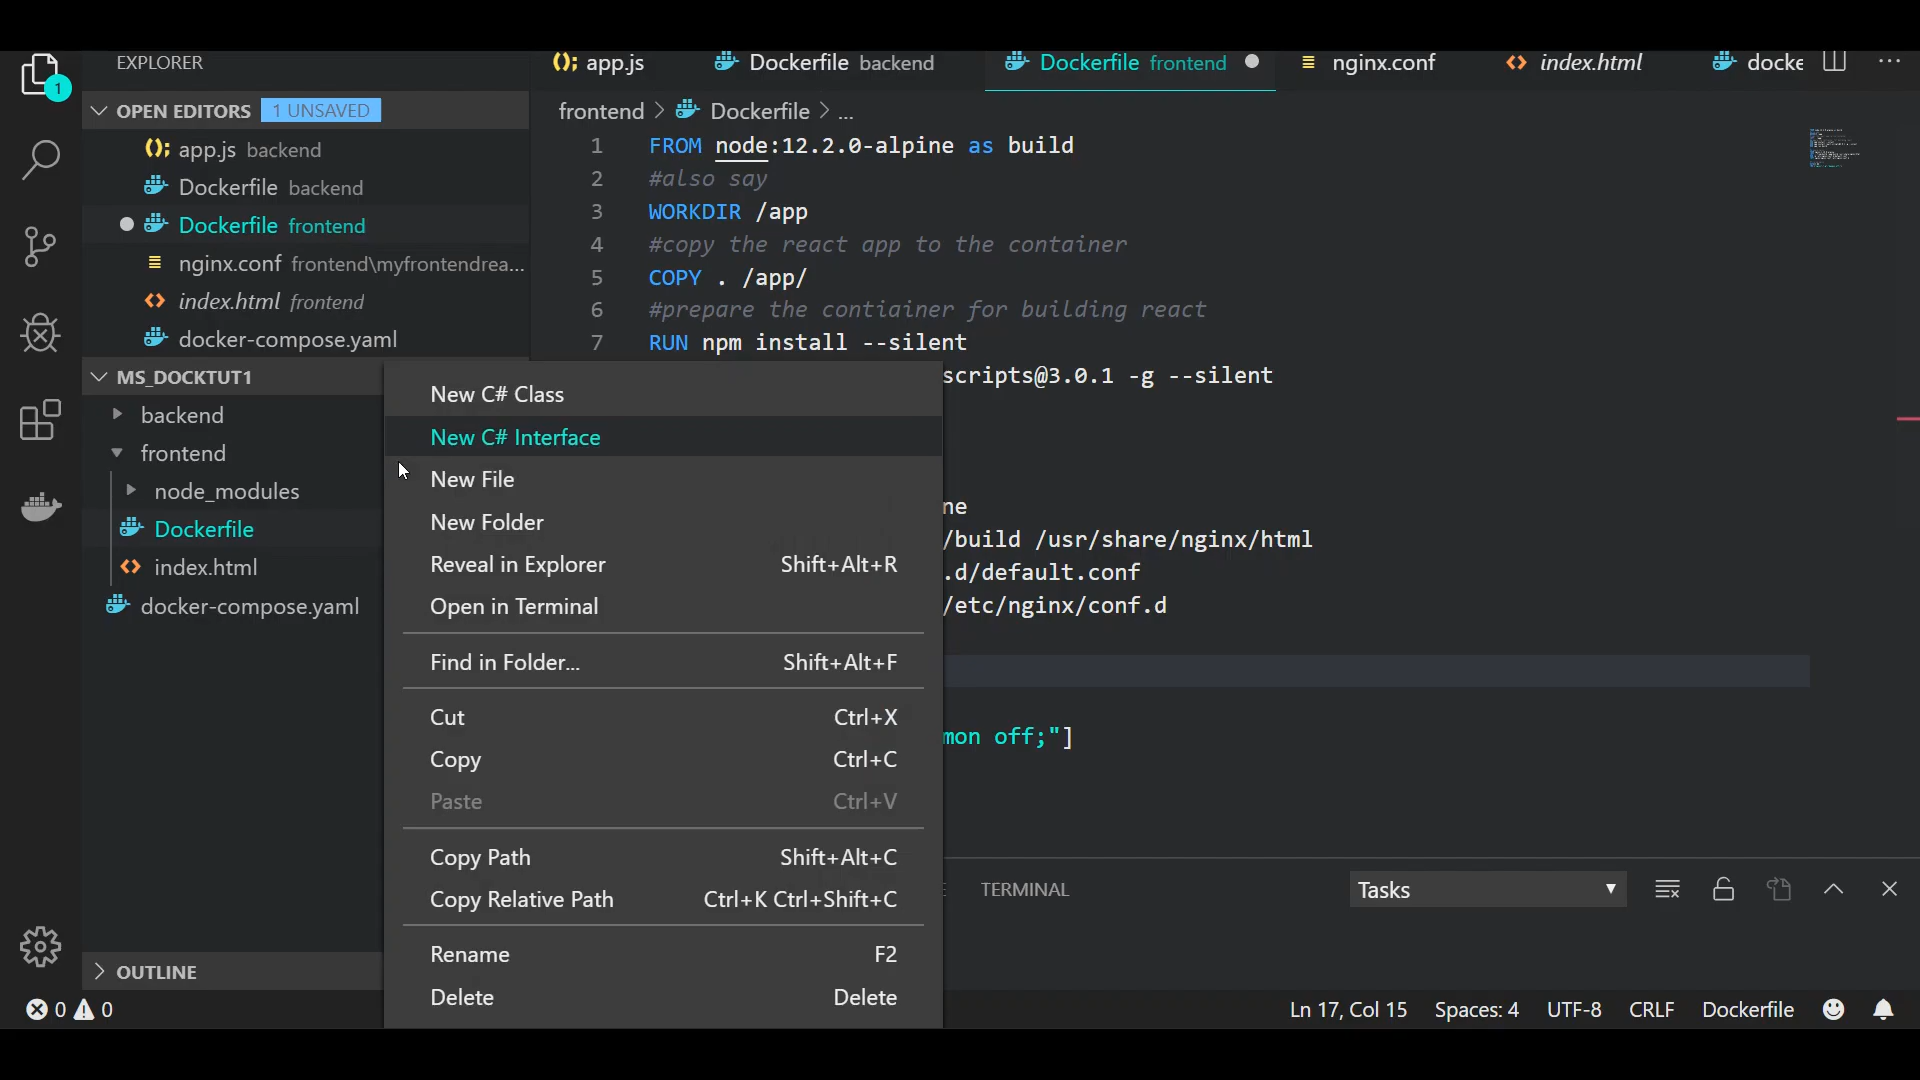 EXPLORER
OPEN EDITORS 1 UNSAVED
app.js backend
Dockerfile backend
Dockerfile frontend
nginx.conf frontend\myfrontendrea...
index.html frontend
docker-compose.yaml
MS_DOCKTUT1
backend
frontend
node_modules
Dockerfile
index.html
docker-compose.yaml
OUTLINE
1
app.js
Dockerfile backend
Dockerfile frontend
nginx.conf
index.html
docke
frontend > Dockerfile > ...
1 FROM node:12.2.0-alpine as build
2 #also say
3 WORKDIR /app
4 #copy the react app to the container
5 COPY . /app/
6 #prepare the contiainer for building react
7 RUN npm install --silent
scripts@3.0.1 -g --silent
ne
/build /usr/share/nginx/html
.d/default.conf
/etc/nginx/conf.d
mon off;"]
New C# Class
New C# Interface
New File
New Folder
Reveal in Explorer Shift+Alt+R
Open in Terminal
Find in Folder... Shift+Alt+F
Cut Ctrl+X
Copy Ctrl+C
Paste Ctrl+V
Copy Path Shift+Alt+C
Copy Relative Path Ctrl+K Ctrl+Shift+C
Rename F2
Delete Delete
TERMINAL
Tasks
0 0
Ln 17, Col 15 Spaces: 4 UTF-8 CRLF Dockerfile